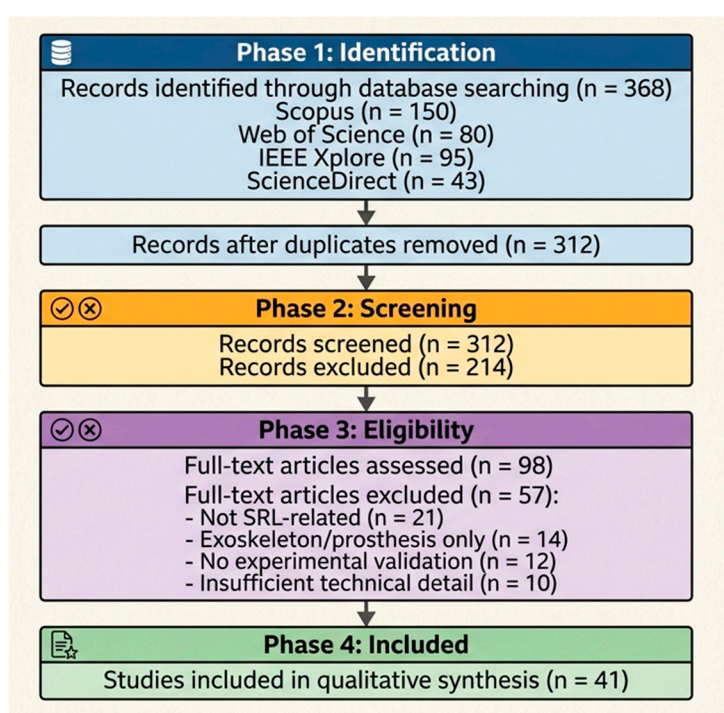 Phase 1: Identification
Records identified through database searching (n = 368)
Scopus (n = 150)
Web of Science (n = 80)
IEEE Xplore (n = 95)
ScienceDirect (n = 43)
Records after duplicates removed (n = 312)
Phase 2: Screening
Records screened (n = 312)
Records excluded (n = 214)
Phase 3: Eligibility
Full-text articles assessed (n = 98)
Full-text articles excluded (n = 57):
- Not SRL-related (n = 21)
- Exoskeleton/prosthesis only (n = 14)
- No experimental validation (n = 12)
- Insufficient technical detail (n = 10)
Phase 4: Included
Studies included in qualitative synthesis (n = 41)